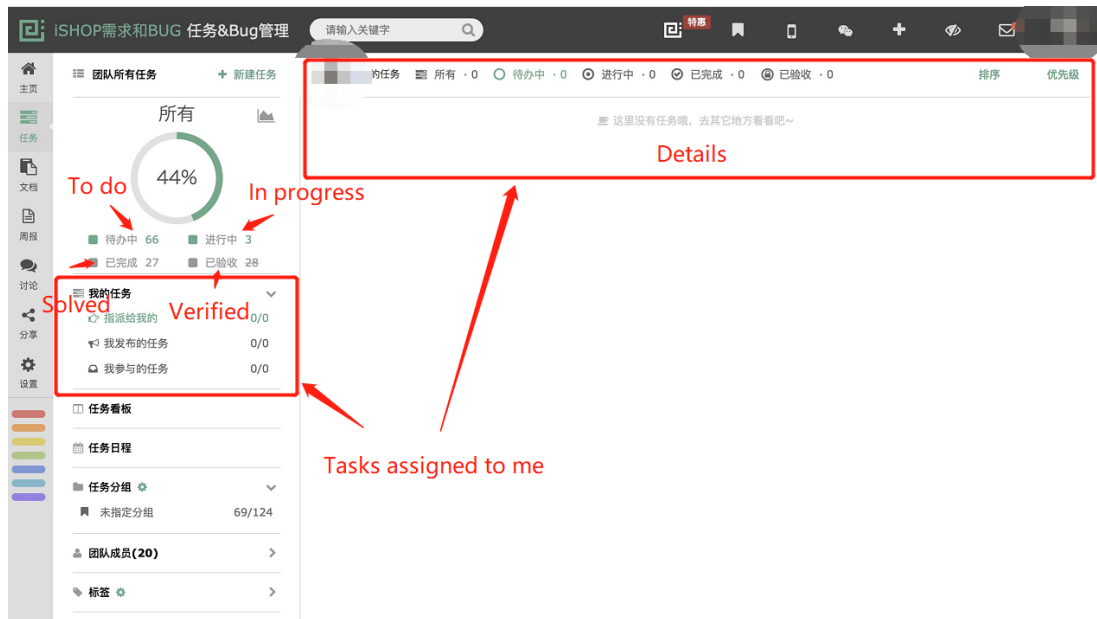 iSHOP需求和BUG 任务&Bug管理
请输入关键字
特惠
主页
任务
文档
周报
讨论
分享
设置
团队所有任务
+ 新建任务
所有
44%
To do
In progress
待办中 66
进行中 3
已完成 27
已验收 28
Solved
Verified
我的任务
指派给我的 0/0
我发布的任务 0/0
我参与的任务 0/0
任务看板
任务日程
任务分组
未指定分组 69/124
团队成员(20)
标签
的任务
所有 · 0
待办中 · 0
进行中 · 0
已完成 · 0
已验收 · 0
排序
优先级
这里没有任务哦，去其它地方看看吧~
Details
Tasks assigned to me